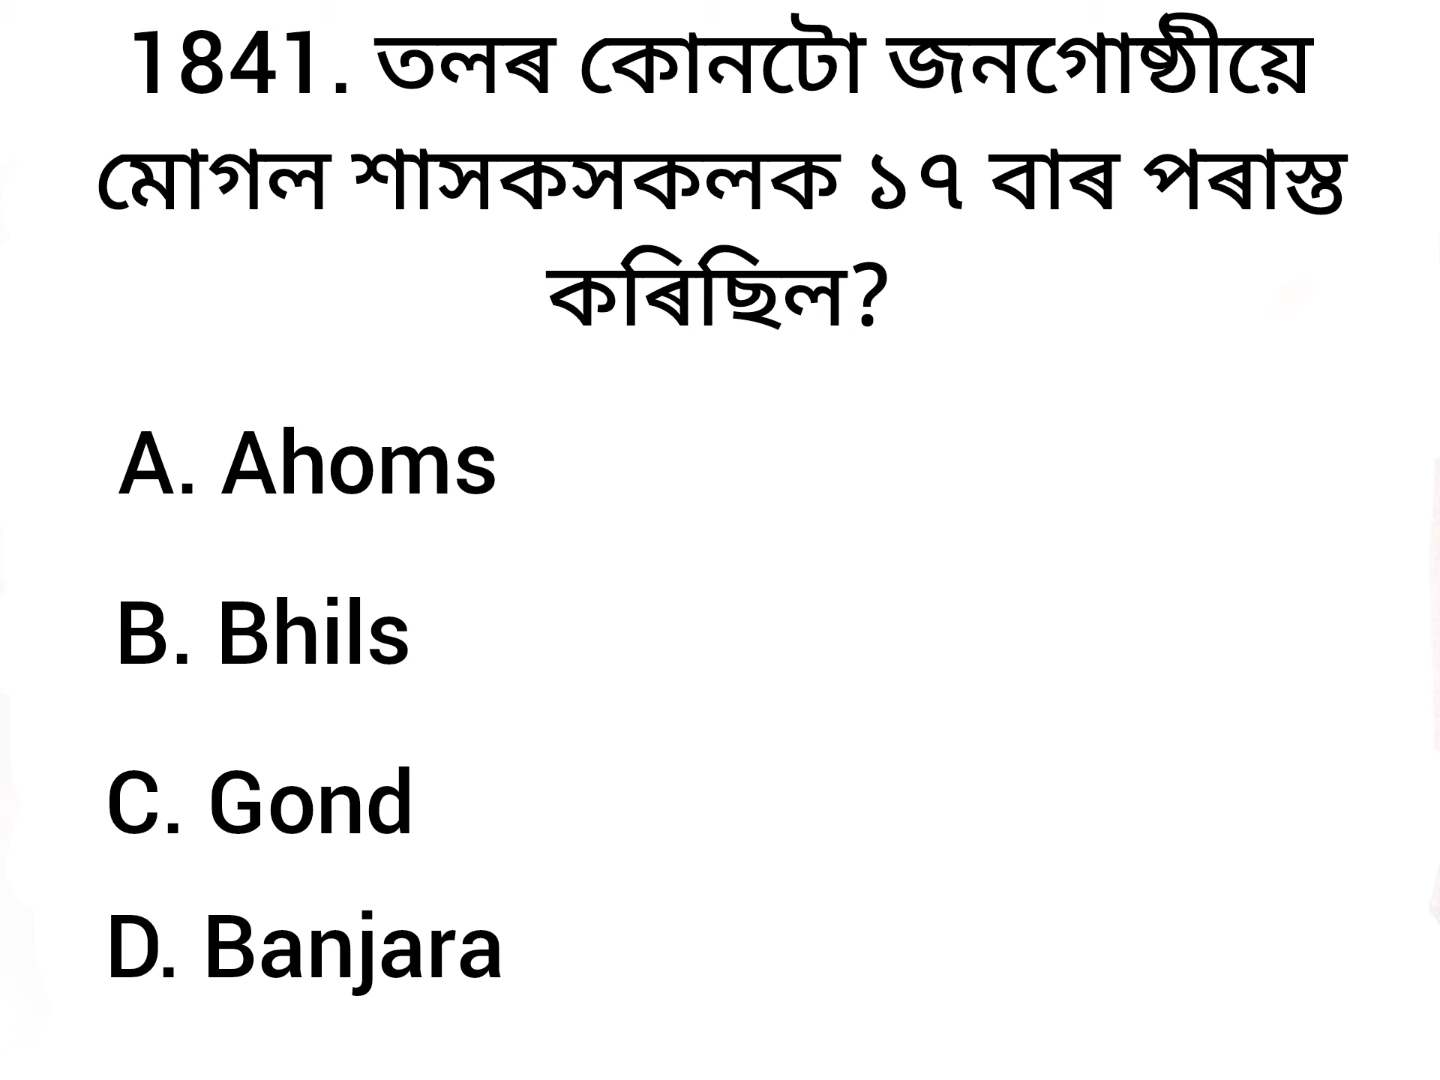 1841. তলৰ কোনটো জনগোষ্ঠীয়ে
মোগল শাসকসকলক ১৭ বাৰ পৰাস্ত
কৰিছিল?
A. Ahoms
B. Bhils
C. Gond
D. Banjara